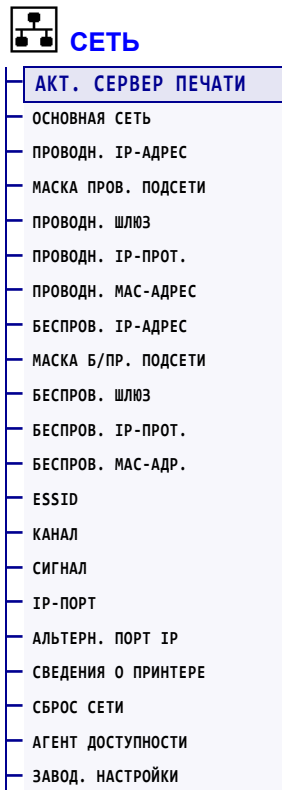 СЕТЬ
АКТ. СЕРВЕР ПЕЧАТИ
ОСНОВНАЯ СЕТЬ
ПРОВОДН. IP-АДРЕС
МАСКА ПРОВ. ПОДСЕТИ
ПРОВОДН. ШЛЮЗ
ПРОВОДН. IP-ПРОТ.
ПРОВОДН. MAC-АДРЕС
БЕСПРОВ. IP-АДРЕС
МАСКА Б/ПР. ПОДСЕТИ
БЕСПРОВ. ШЛЮЗ
БЕСПРОВ. IP-ПРОТ.
БЕСПРОВ. MAC-АДР.
ESSID
КАНАЛ
СИГНАЛ
IP-ПОРТ
АЛЬТЕРН. ПОРТ IP
СВЕДЕНИЯ О ПРИНТЕРЕ
СБРОС СЕТИ
АГЕНТ ДОСТУПНОСТИ
ЗАВОД. НАСТРОЙКИ